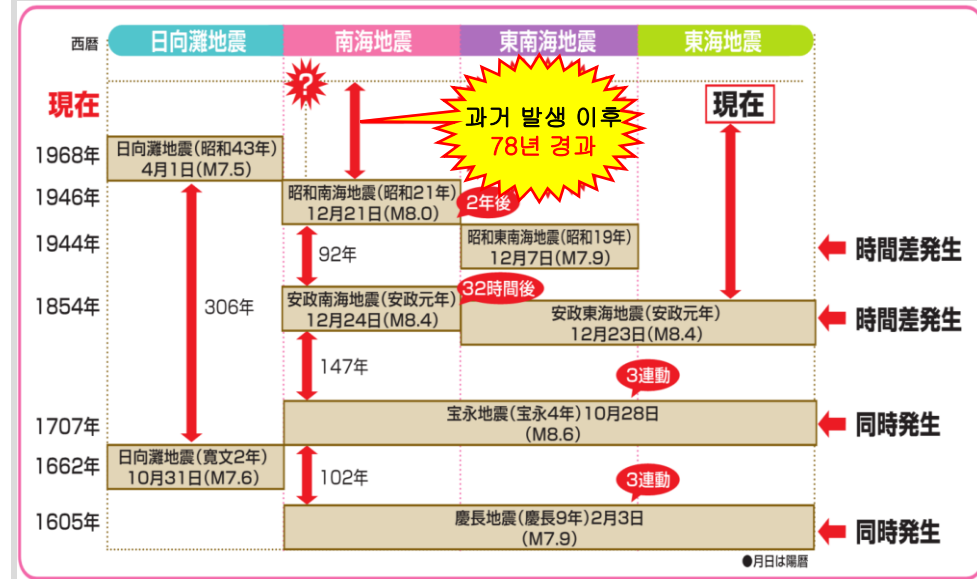 西暦
日向灘地震
南海地震
東南海地震
東海地震
?
現在
과거 발생 이후
78년 경과
現在
1968年
日向灘地震(昭和43年)
4月1日(M7.5)
1946年
昭和南海地震(昭和21年)
12月21日(M8.0)
2年後
1944年
92年
昭和東南海地震(昭和19年)
12月7日(M7.9)
時間差発生
1854年
306年
安政南海地震(安政元年)
12月24日(M8.4)
32時間後
安政東海地震(安政元年)
12月23日(M8.4)
時間差発生
147年
3連動
1707年
宝永地震(宝永4年)10月28日
(M8.6)
同時発生
1662年
日向灘地震(寛文2年)
10月31日(M7.6)
102年
3連動
1605年
慶長地震(慶長9年)2月3日
(M7.9)
同時発生
●月日は陽暦